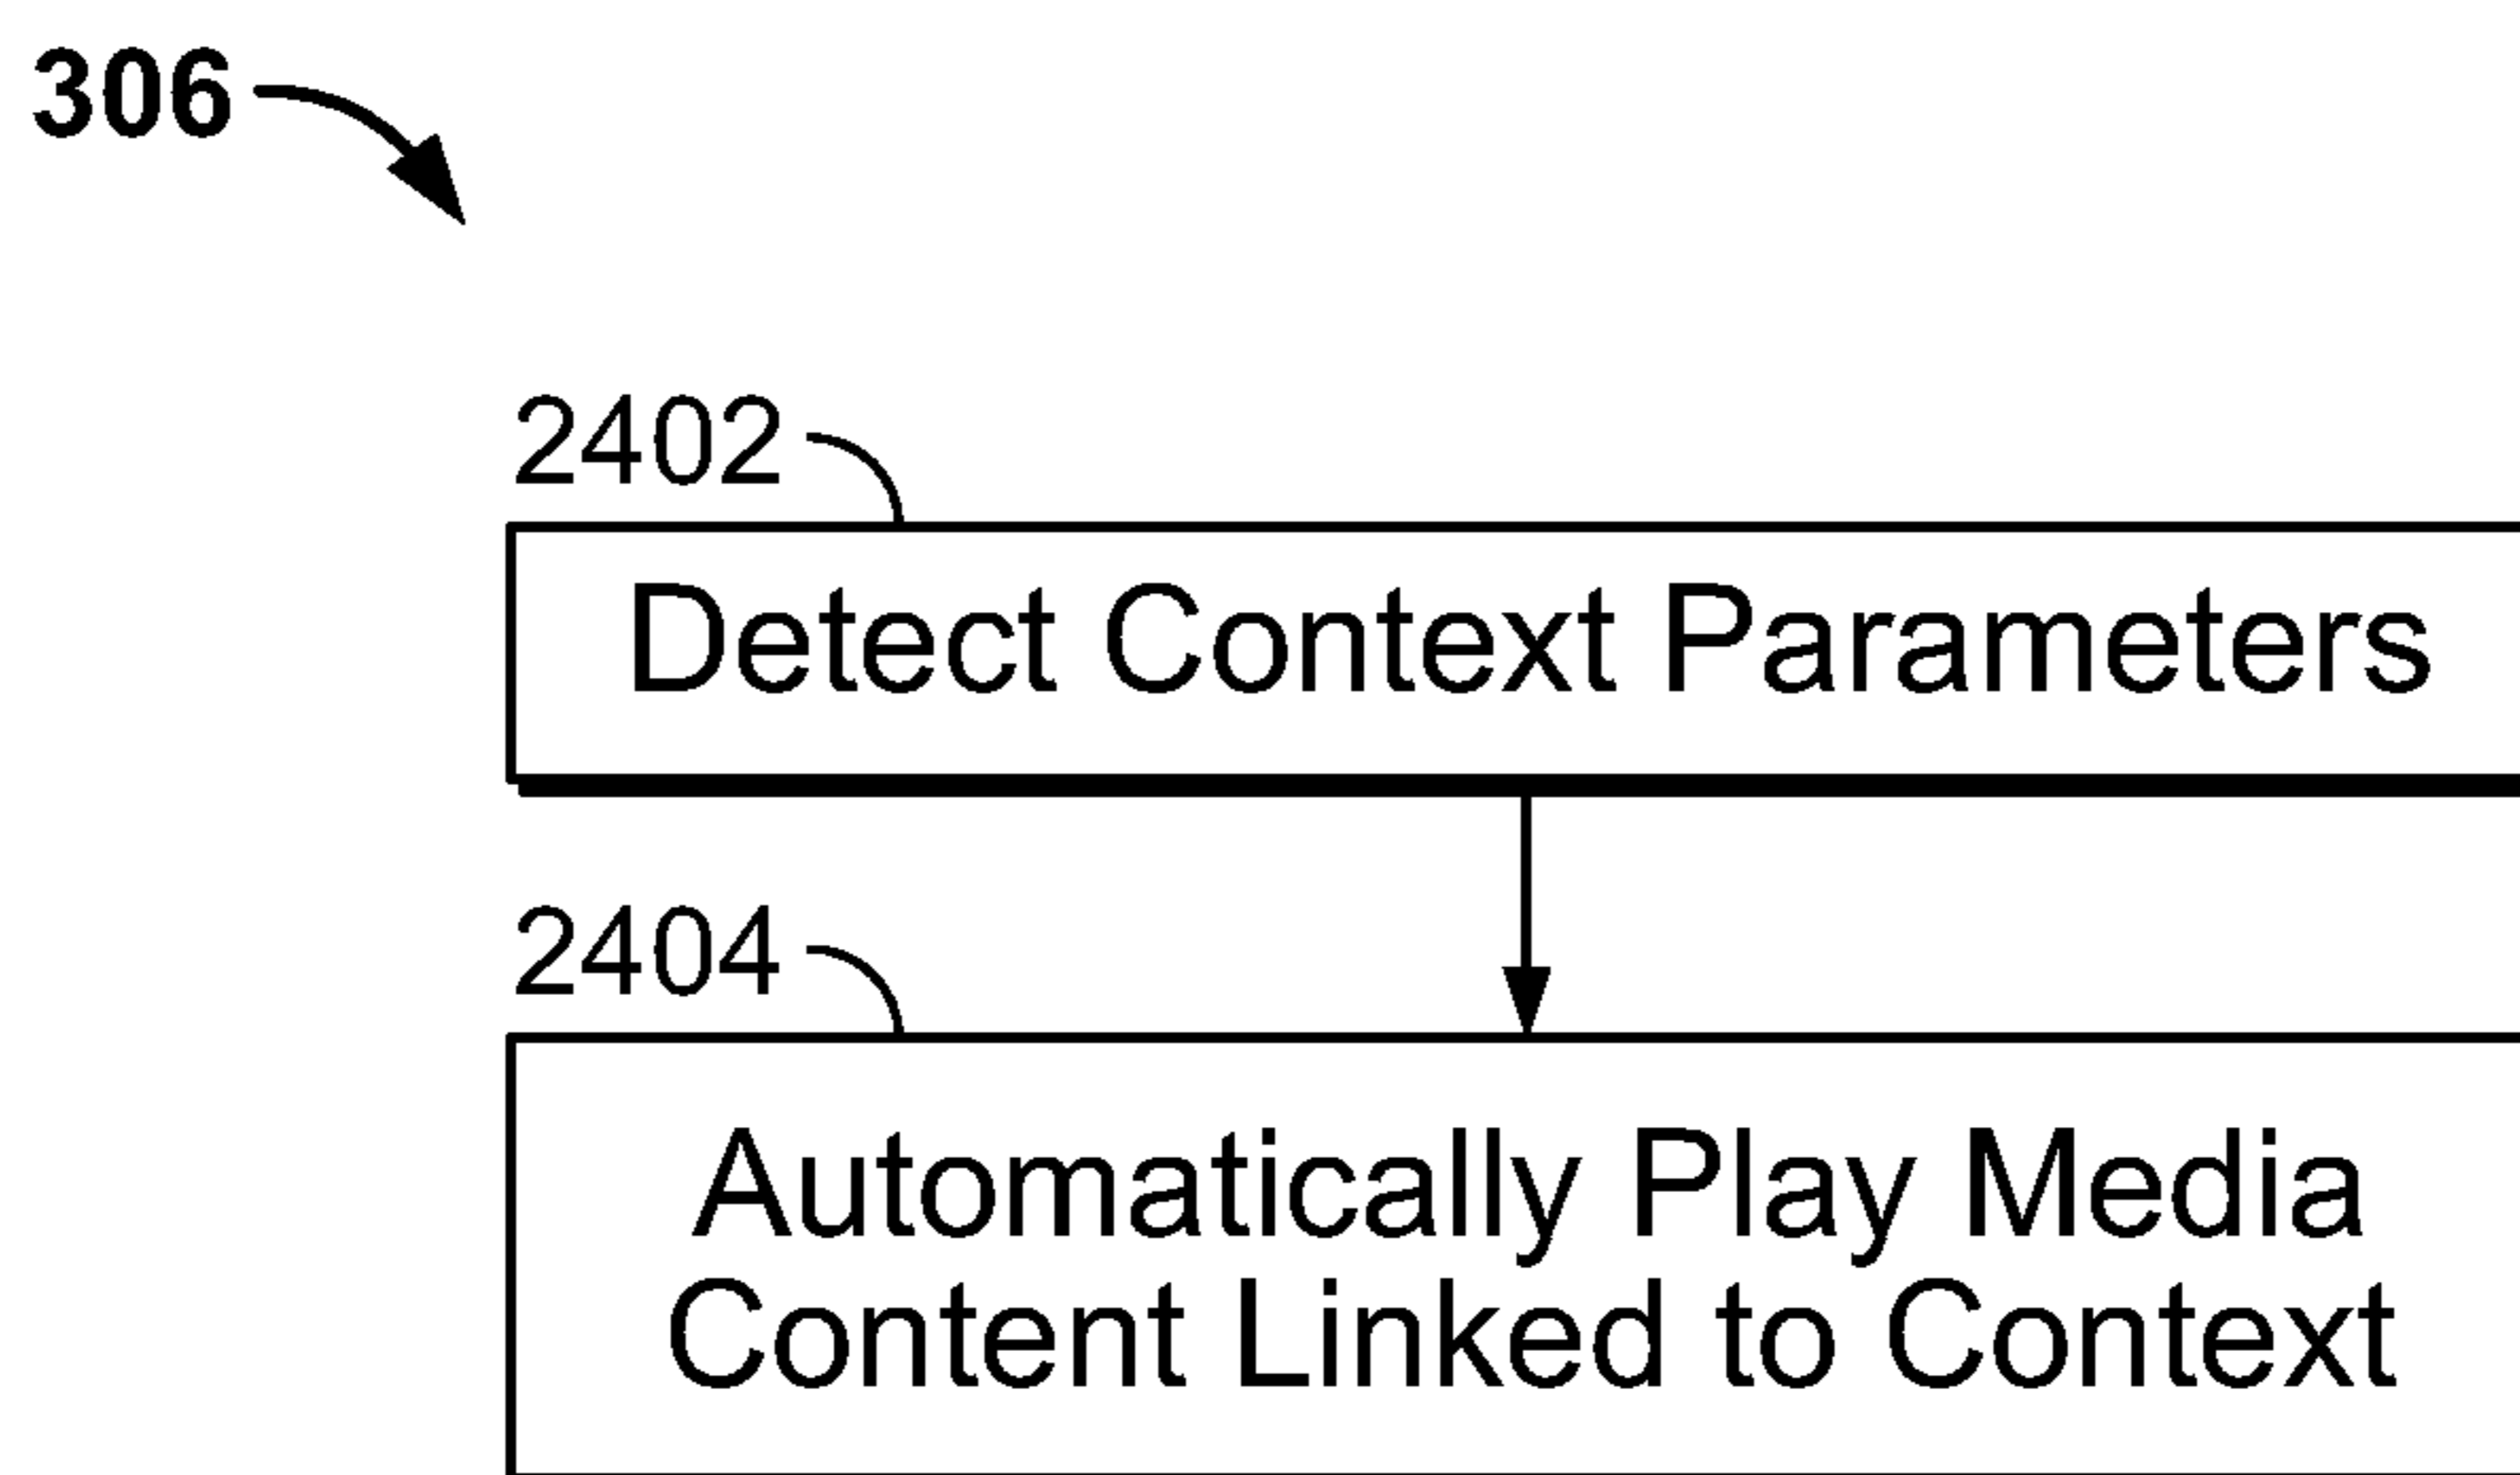 306
2402
Detect Context Parameters
2404
Automatically Play Media
Content Linked to Context